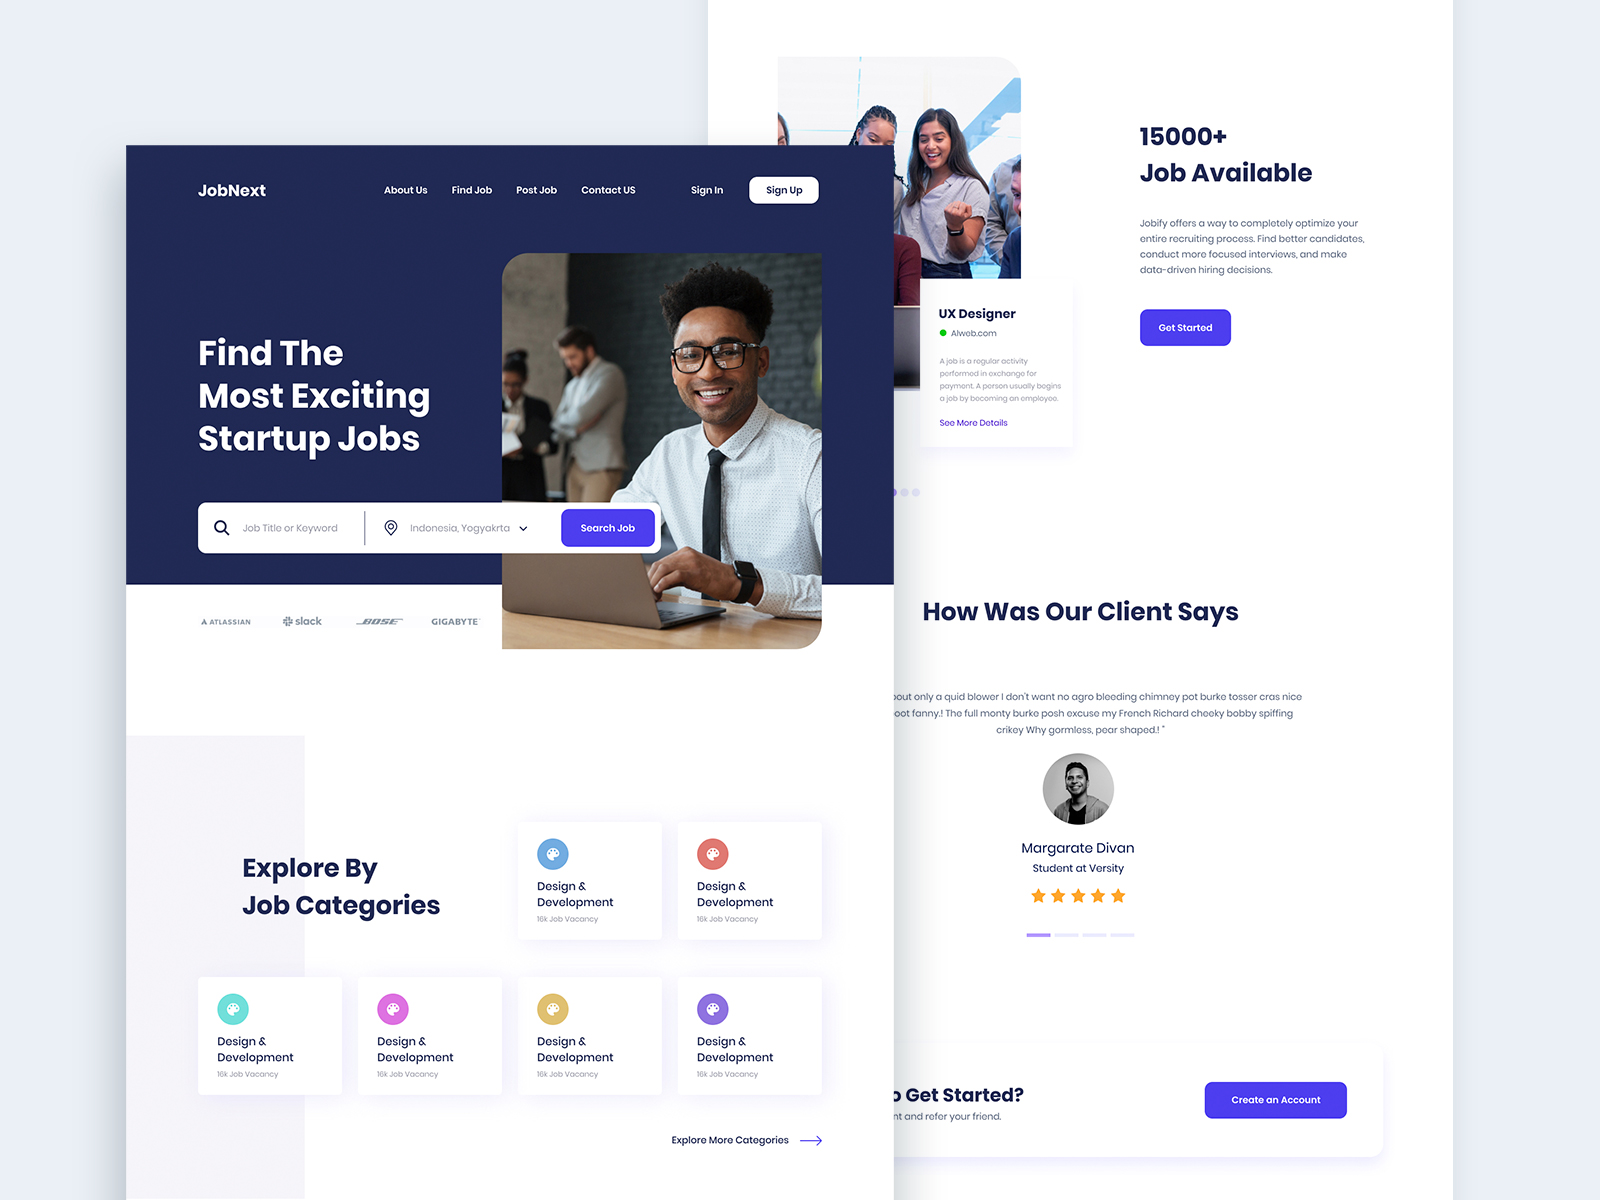 JobNext
About Us
Find Job
Post Job
Contact US
Sign In
Sign Up
Find The
Most Exciting
Startup Jobs
Job Title or Keyword
Indonesia, Yogyakrta
Search Job
ATLASSIAN
slack
BOSE
GIGABYTE
Explore By
Job Categories
Design &
Development
16k Job Vacancy
Design &
Development
16k Job Vacancy
Design &
Development
16k Job Vacancy
Design &
Development
16k Job Vacancy
Design &
Development
16k Job Vacancy
Design &
Development
16k Job Vacancy
Explore More Categories
15000+
Job Available
Jobify offers a way to completely optimize your
entire recruiting process. Find better candidates,
conduct more focused interviews, and make
data-driven hiring decisions.
Get Started
UX Designer
Alweb.com
A job is a regular activity
performed in exchange for
payment. A person usually begins
a job by becoming an employee.
See More Details
How Was Our Client Says
only a quid blower I don't want no agro bleeding chimney pot burke tosser cras nice
fanny.! The full monty burke posh excuse my French Richard cheeky bobby spiffing
crikey Why gormless, pear shaped.! "
Margarate Divan
Student at Versity
Get Started?
and refer your friend.
Create an Account